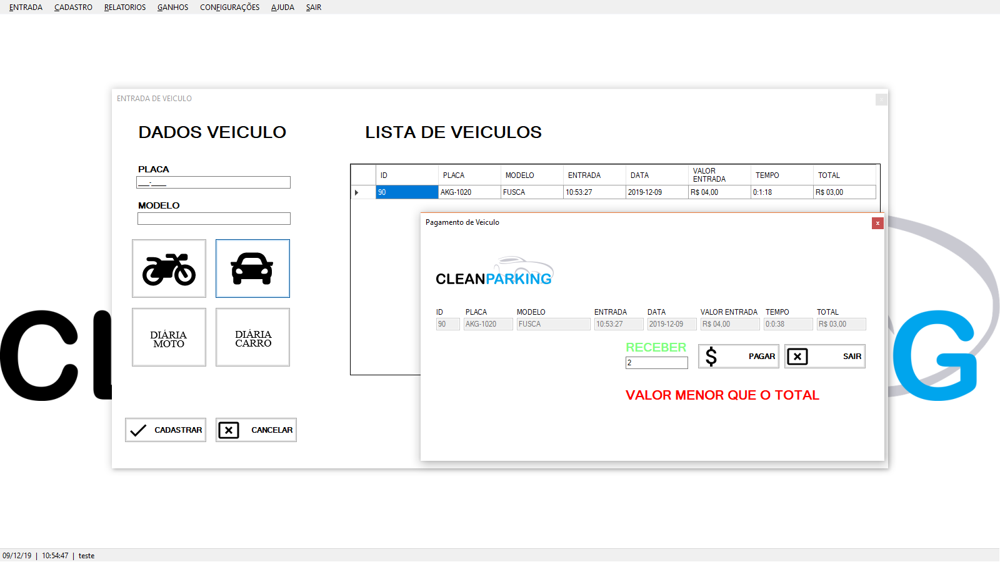 ENTRADA CADASTRO RELATORIOS GANHOS CONFIGURAÇÕES AJUDA SAIR
ENTRADA DE VEICULO
x
DADOS VEICULO
LISTA DE VEICULOS
PLACA
___-____
MODELO
DIÁRIA
MOTO
DIÁRIA
CARRO
CADASTRAR
CANCELAR
ID PLACA MODELO ENTRADA DATA VALOR ENTRADA TEMPO TOTAL
90 AKG-1020 FUSCA 10:53:27 2019-12-09 R$ 04,00 0:1:18 R$ 03,00
Pagamento de Veiculo
x
CLEANPARKING
ID PLACA MODELO ENTRADA DATA VALOR ENTRADA TEMPO TOTAL
90 AKG-1020 FUSCA 10:53:27 2019-12-09 R$ 04,00 0:0:38 R$ 03,00
RECEBER
2
$ PAGAR
SAIR
VALOR MENOR QUE O TOTAL
CL G
09/12/19 | 10:54:47 | teste